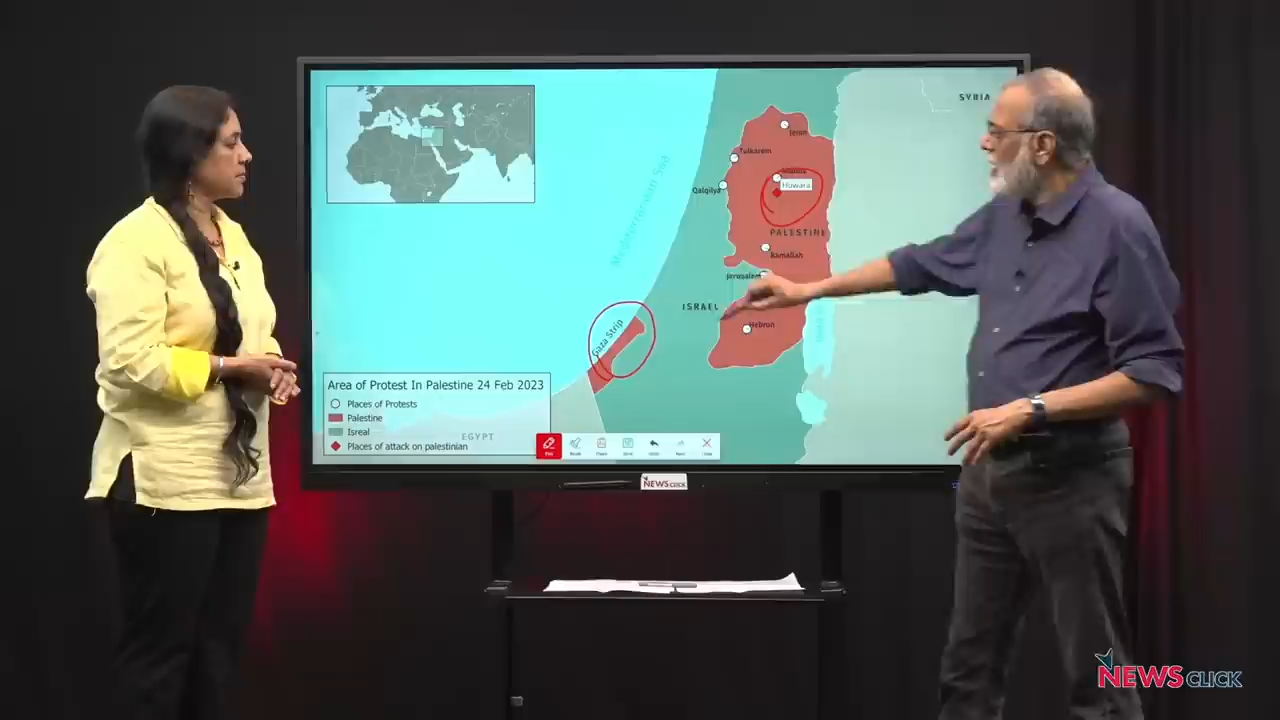 SYRIA
Jenin
Tulkarem
Mediterranean Sea
Qalqilya
Huwara
PALESTINE
Ramallah
Jerusalem
ISRAEL
Hebron
Gaza Strip
Area of Protest In Palestine 24 Feb 2023
Places of Protests
Palestine
Isreal
Places of attack on palestinian
EGYPT
NEWSCLICK
NEWSCLICK